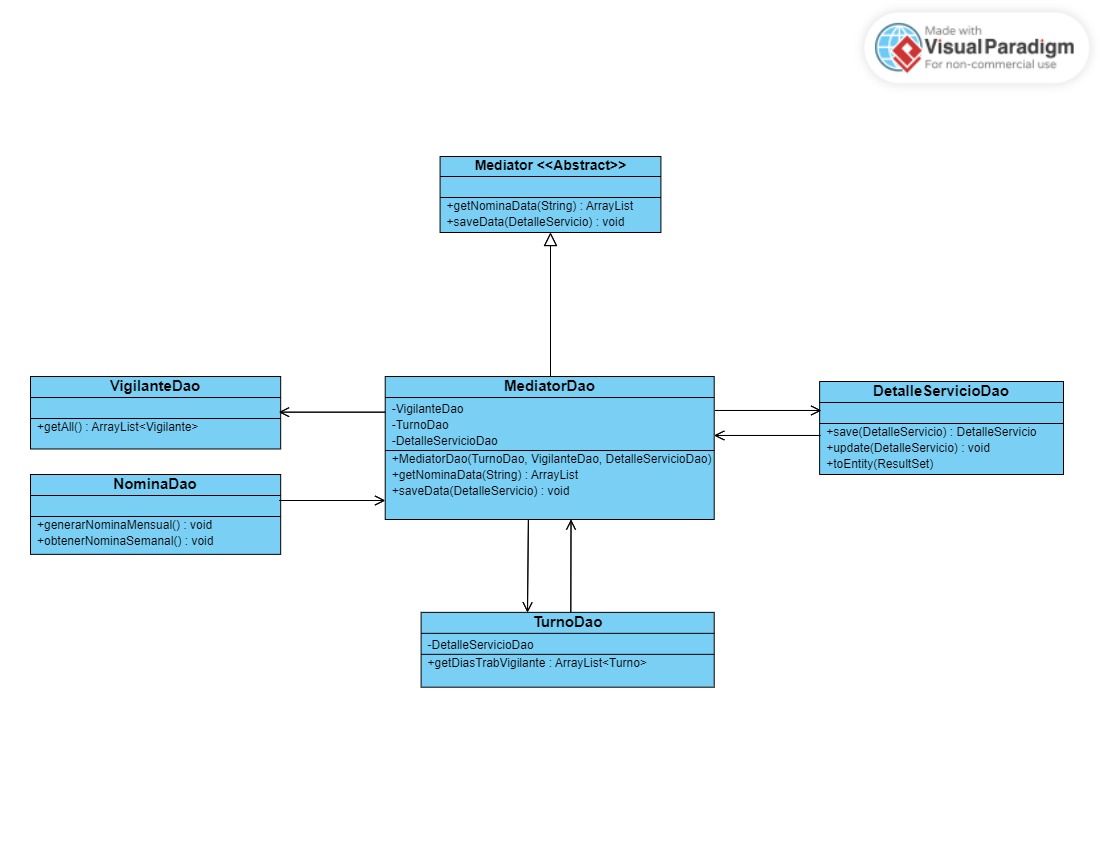 Made with
Visual Paradigm
For non-commercial use
Mediator <<Abstract>>
+getNominaData(String) : ArrayList
+saveData(DetalleServicio) : void
VigilanteDao
+getAll() : ArrayList<Vigilante>
MediatorDao
-VigilanteDao
-TurnoDao
-DetalleServicioDao
+MediatorDao(TurnoDao, VigilanteDao, DetalleServicioDao)
+getNominaData(String) : ArrayList
+saveData(DetalleServicio) : void
DetalleServicioDao
+save(DetalleServicio) : DetalleServicio
+update(DetalleServicio) : void
+toEntity(ResultSet)
NominaDao
+generarNominaMensual() : void
+obtenerNominaSemanal() : void
TurnoDao
-DetalleServicioDao
+getDiasTrabVigilante : ArrayList<Turno>